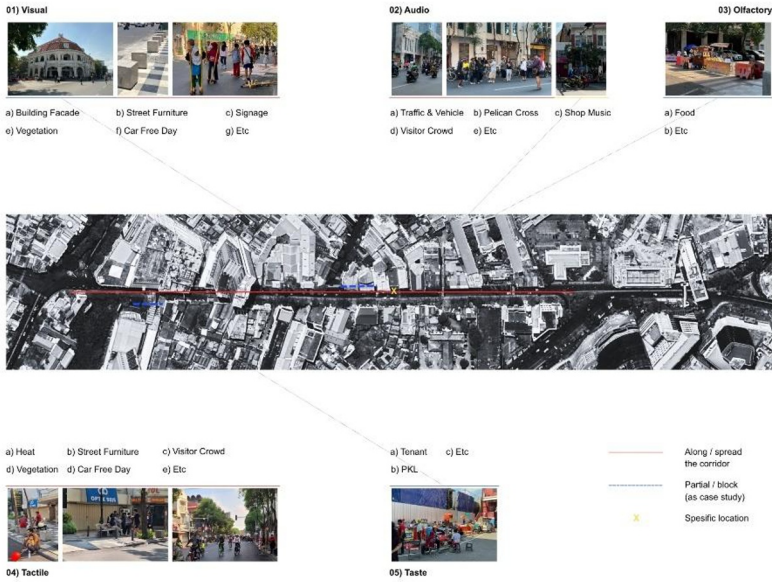 01) Visual
02) Audio
03) Olfactory
a) Building Facade b) Street Furniture c) Signage
e) Vegetation f) Car Free Day g) Etc
a) Traffic & Vehicle b) Pelican Cross c) Shop Music
d) Visitor Crowd e) Etc
a) Food
b) Etc
X
a) Heat b) Street Furniture c) Visitor Crowd
d) Vegetation d) Car Free Day e) Etc
a) Tenant c) Etc
b) PKL
Along / spread
the corridor
Partial / block
(as case study)
X Spesific location
04) Tactile
05) Taste